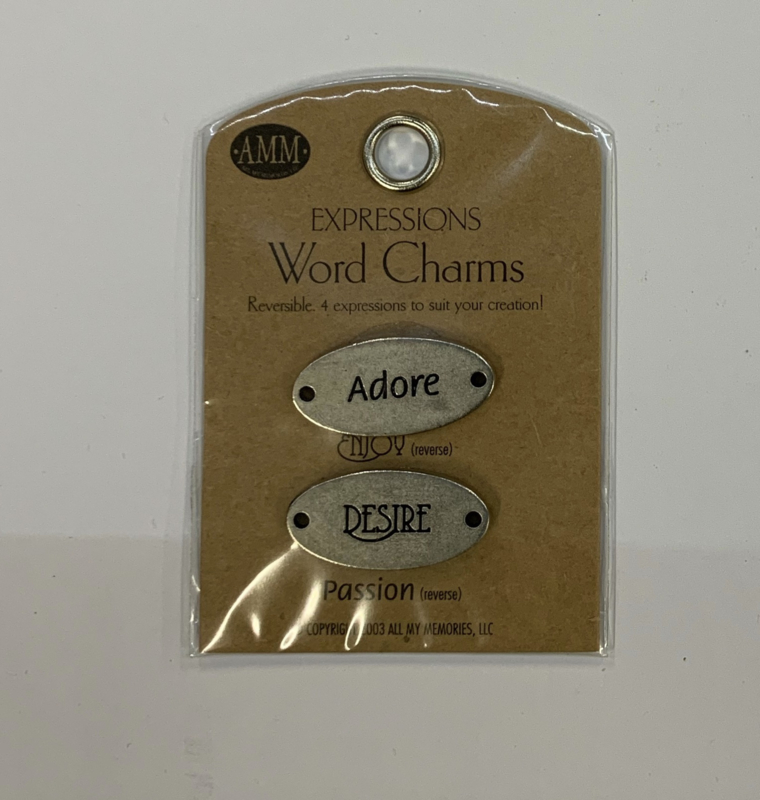 ·AMM·
EXPRESSIONS
Word Charms
Reversible. 4 expressions to suit your creation!
Adore
ENJOY (reverse)
DESIRE
Passion (reverse)
COPYRIGHT 2003 ALL MY MEMORIES, LLC